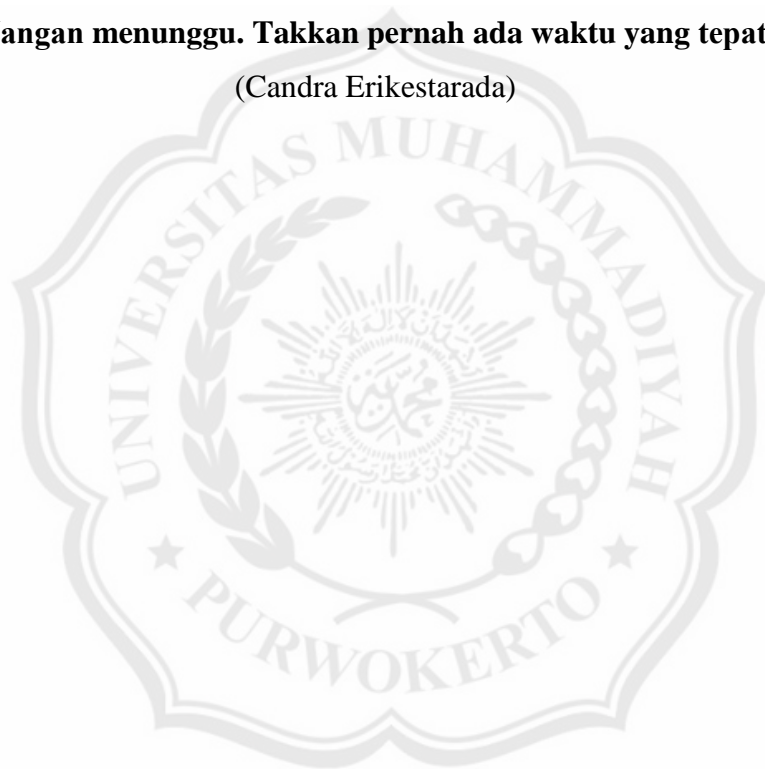 angan menunggu. Takkan pernah ada waktu yang tepat
(Candra Erikestarada)
UNIVERSITAS MUHAMMADIYAH
PURWOKERTO